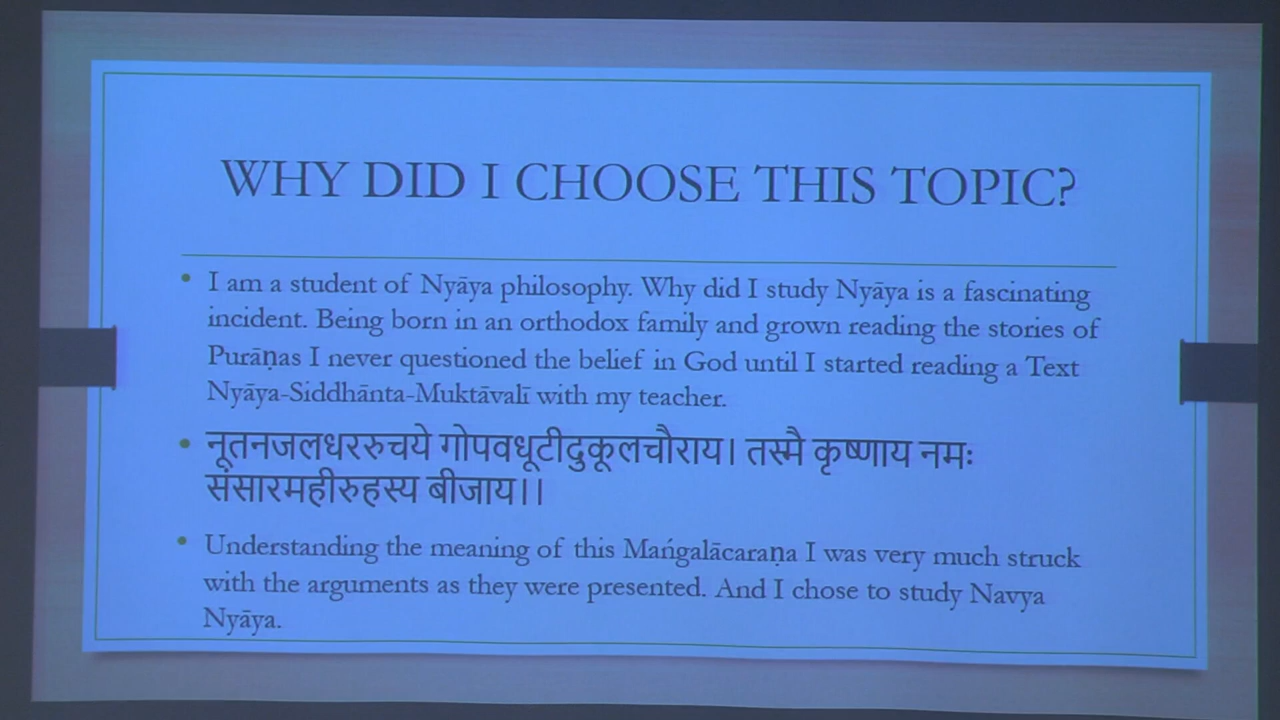 WHY DID I CHOOSE THIS TOPIC?
• I am a student of Nyāya philosophy. Why did I study Nyāya is a fascinating
incident. Being born in an orthodox family and grown reading the stories of
Purāṇas I never questioned the belief in God until I started reading a Text
Nyāya-Siddhānta-Muktāvalī with my teacher.
• नूतनजलधररुचये गोपवधूटीदुकूलचौराय। तस्मै कृष्णाय नमः
संसारमहीरुहस्य बीजाय।।
• Understanding the meaning of this Mańgalācaraṇa I was very much struck
with the arguments as they were presented. And I chose to study Navya
Nyāya.